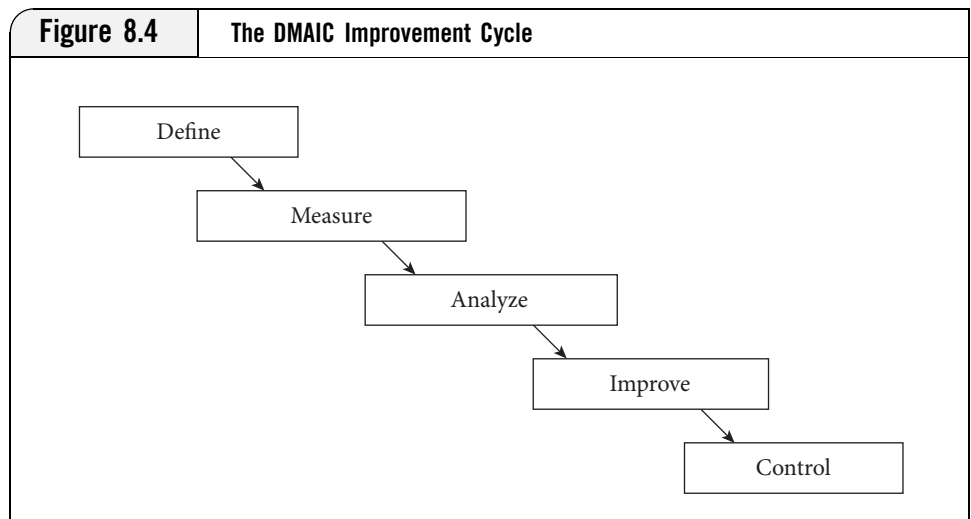 Figure 8.4 The DMAIC Improvement Cycle
Define
Measure
Analyze
Improve
Control